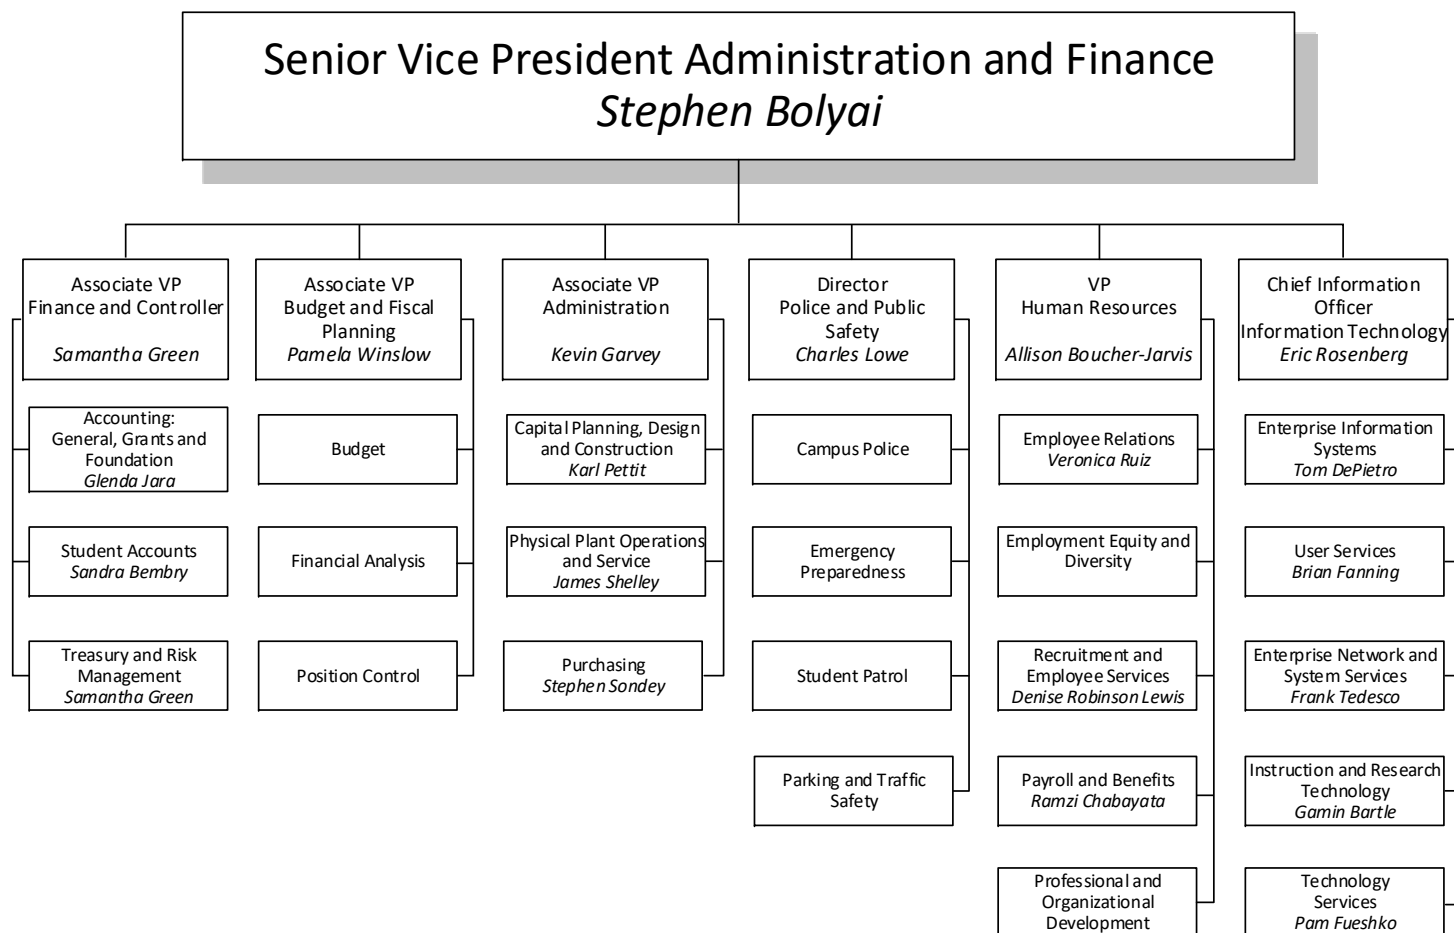 Senior Vice President Administration and Finance
Stephen Bolyai
Associate VP
Finance and Controller
Samantha Green
Accounting:
General, Grants and
Foundation
Glenda Jara
Student Accounts
Sandra Bembry
Treasury and Risk
Management
Samantha Green
Associate VP
Budget and Fiscal
Planning
Pamela Winslow
Budget
Financial Analysis
Position Control
Associate VP
Administration
Kevin Garvey
Capital Planning, Design
and Construction
Karl Pettit
Physical Plant Operations
and Service
James Shelley
Purchasing
Stephen Sondey
Director
Police and Public
Safety
Charles Lowe
Campus Police
Emergency
Preparedness
Student Patrol
Parking and Traffic
Safety
VP
Human Resources
Allison Boucher-Jarvis
Employee Relations
Veronica Ruiz
Employment Equity and
Diversity
Recruitment and
Employee Services
Denise Robinson Lewis
Payroll and Benefits
Ramzi Chabayata
Professional and
Organizational
Development
Chief Information
Officer
Information Technology
Eric Rosenberg
Enterprise Information
Systems
Tom DePietro
User Services
Brian Fanning
Enterprise Network and
System Services
Frank Tedesco
Instruction and Research
Technology
Gamin Bartle
Technology
Services
Pam Fueshko